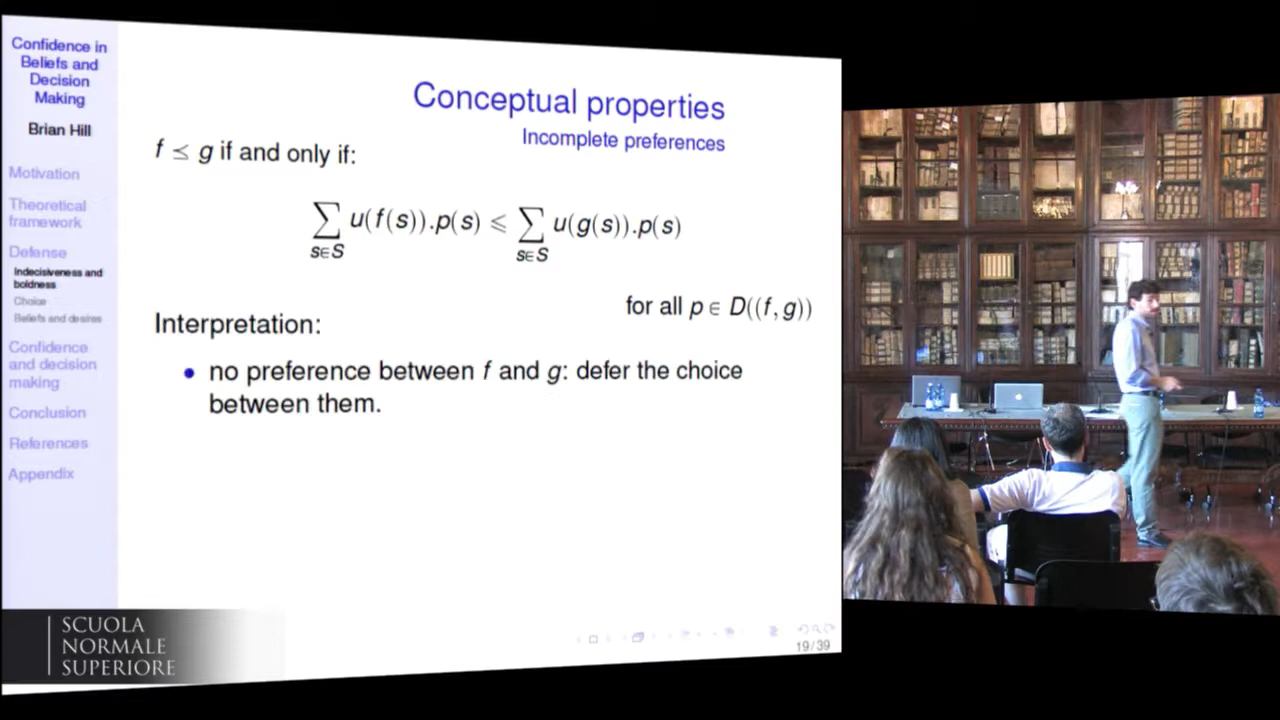 Confidence in
Beliefs and
Decision
Making
Brian Hill
Motivation
Theoretical
framework
Defense
Indecisiveness and
boldness
Choice
Beliefs and desires
Confidence
and decision
making
Conclusion
References
Appendix
Conceptual properties
Incomplete preferences
f ⪯ g if and only if:
∑ u(f(s)).p(s) ⩽ ∑ u(g(s)).p(s)
s∈S s∈S
for all p ∈ D((f, g))
Interpretation:
• no preference between f and g: defer the choice
between them.
19/39
SCUOLA
NORMALE
SUPERIORE